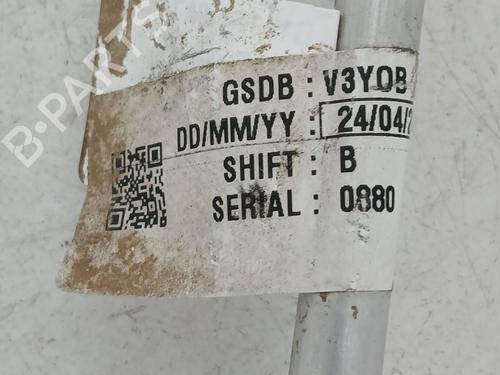 B-PARTS
GSDB : V3YOB
DD/MM/YY : 24/04/
SHIFT : B
SERIAL : 0880